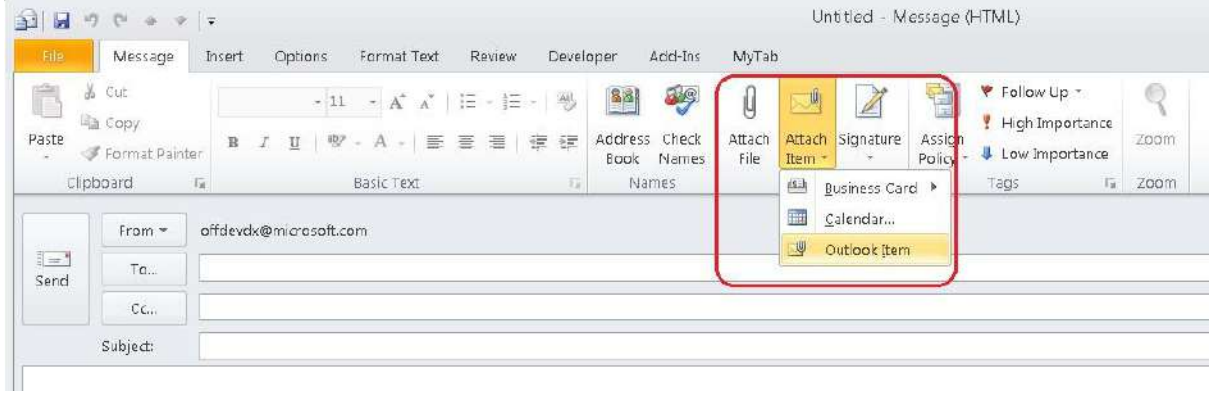 Untitled - Message (HTML)
File Message Insert Options Format Text Review Developer Add-Ins MyTab
Paste
Cut
Copy
Format Painter
Clipboard
11
B I U
Basic Text
Address Book
Check Names
Names
Attach File
Attach Item
Signature
Assign Policy
Follow Up
High Importance
Low Importance
Tags
Zoom
Zoom
Business Card
Calendar...
Outlook Item
Send
From
offdevdx@microsoft.com
To...
Cc...
Subject: